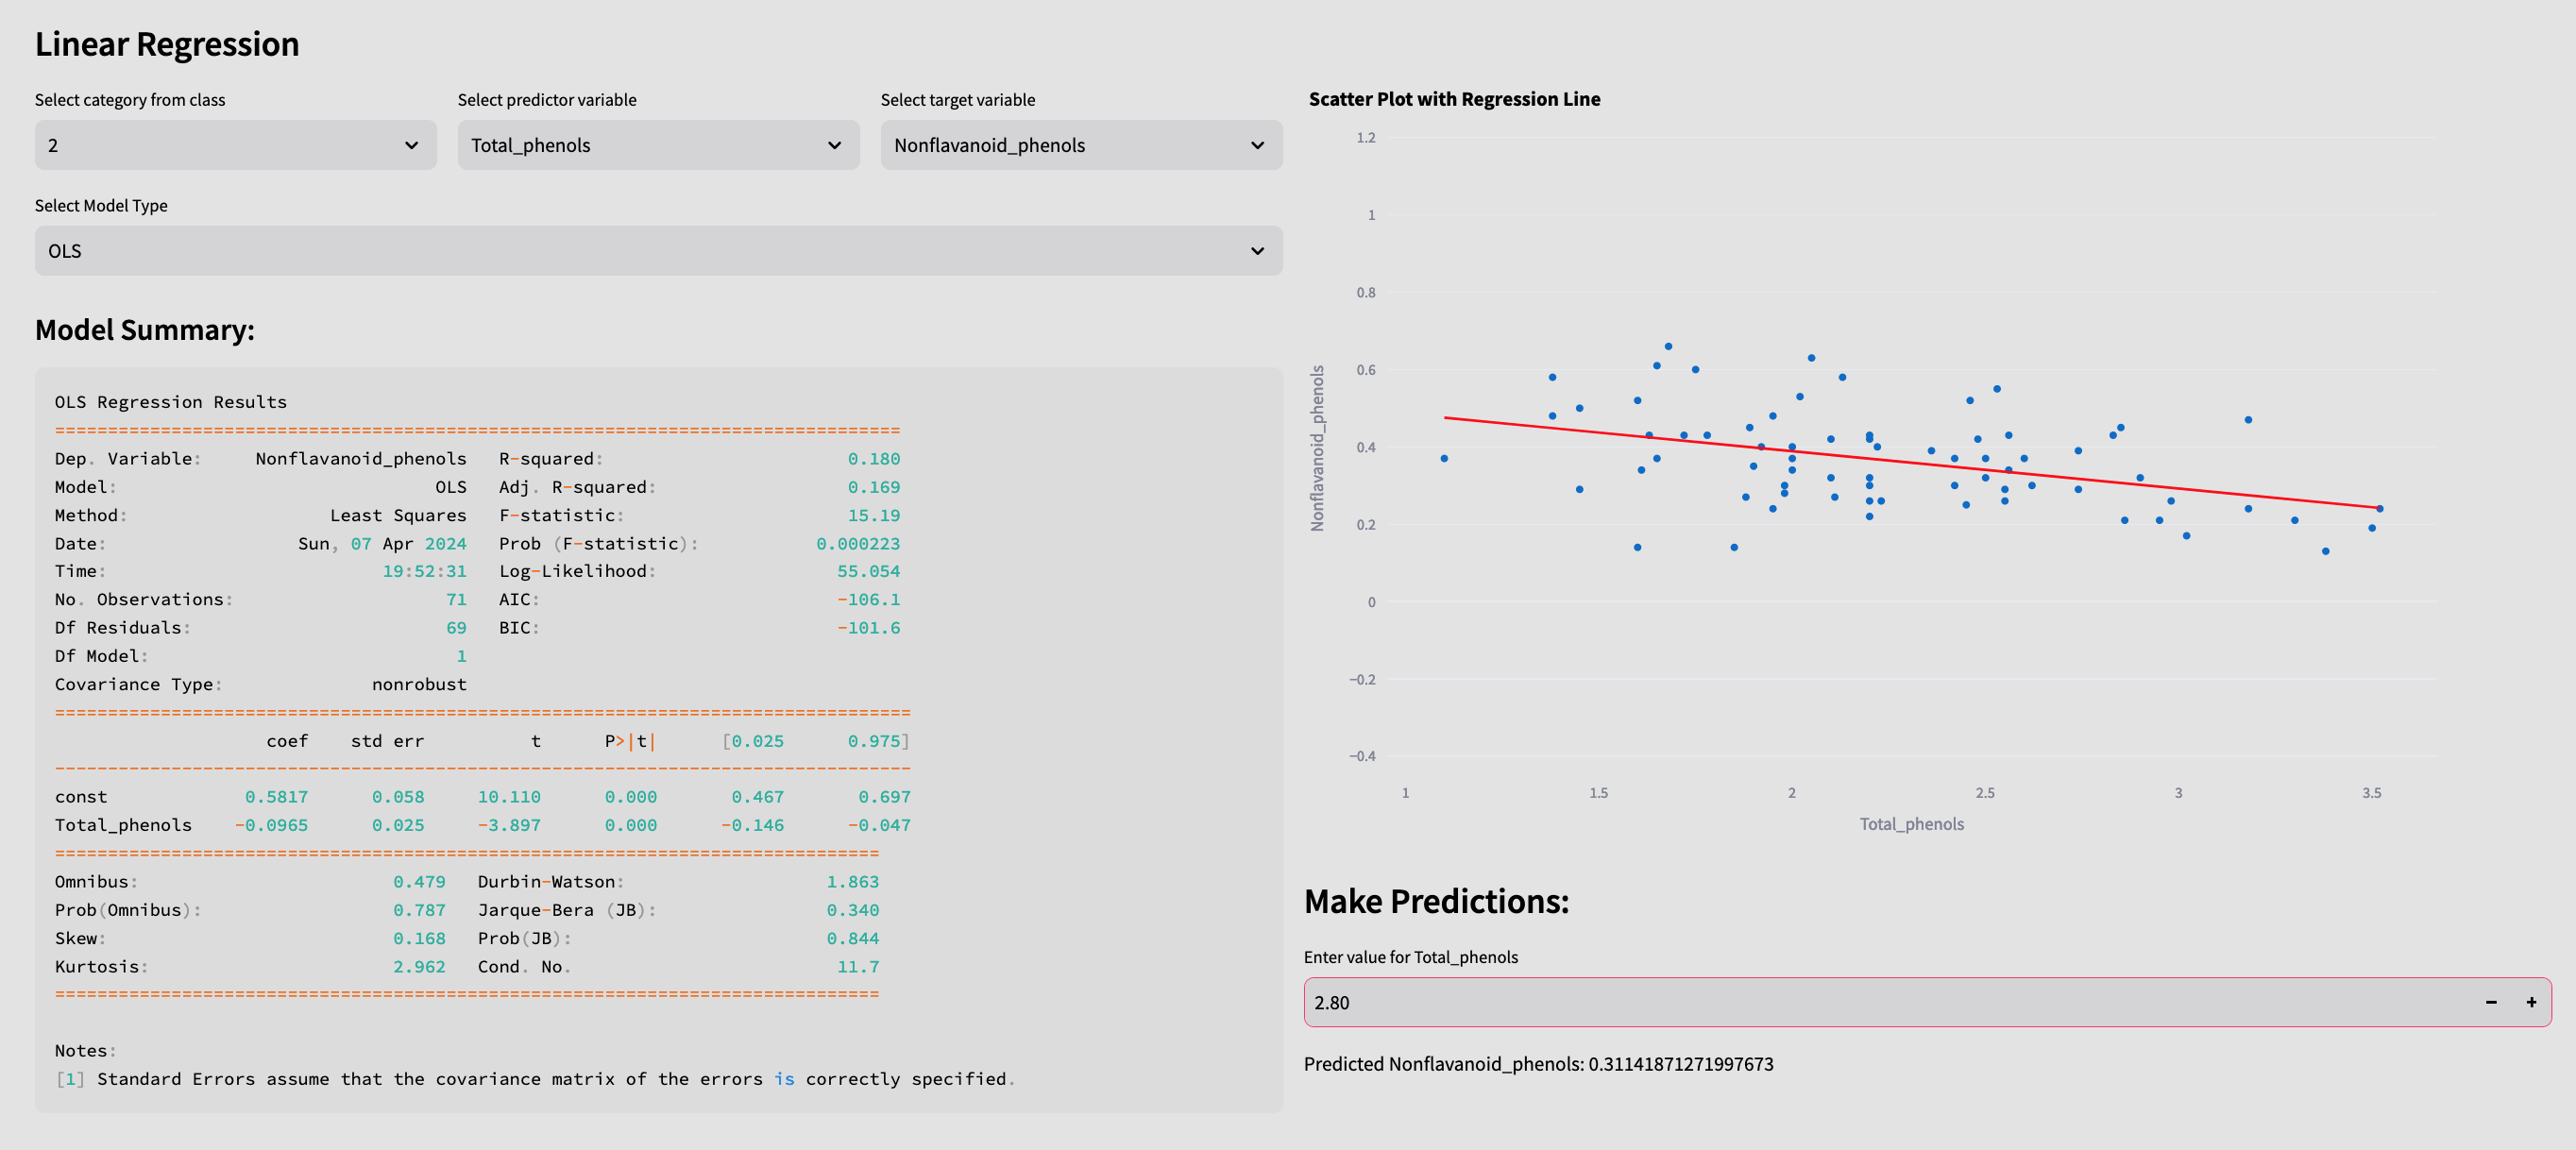 Linear Regression
Select category from class
2
Select predictor variable
Total_phenols
Select target variable
Nonflavanoid_phenols
Select Model Type
OLS
Model Summary:
OLS Regression Results
================================================================================
Dep. Variable: Nonflavanoid_phenols R-squared: 0.180
Model: OLS Adj. R-squared: 0.169
Method: Least Squares F-statistic: 15.19
Date: Sun, 07 Apr 2024 Prob (F-statistic): 0.000223
Time: 19:52:31 Log-Likelihood: 55.054
No. Observations: 71 AIC: -106.1
Df Residuals: 69 BIC: -101.6
Df Model: 1
Covariance Type: nonrobust
=================================================================================
coef std err t P>|t| [0.025 0.975]
---------------------------------------------------------------------------------
const 0.5817 0.058 10.110 0.000 0.467 0.697
Total_phenols -0.0965 0.025 -3.897 0.000 -0.146 -0.047
==============================================================================
Omnibus: 0.479 Durbin-Watson: 1.863
Prob(Omnibus): 0.787 Jarque-Bera (JB): 0.340
Skew: 0.168 Prob(JB): 0.844
Kurtosis: 2.962 Cond. No. 11.7
==============================================================================
Notes:
[1] Standard Errors assume that the covariance matrix of the errors is correctly specified.
Scatter Plot with Regression Line
1.2
1
0.8
0.6
0.4
0.2
0
−0.2
−0.4
Nonflavanoid_phenols
1 1.5 2 2.5 3 3.5
Total_phenols
Make Predictions:
Enter value for Total_phenols
2.80
Predicted Nonflavanoid_phenols: 0.31141871271997673